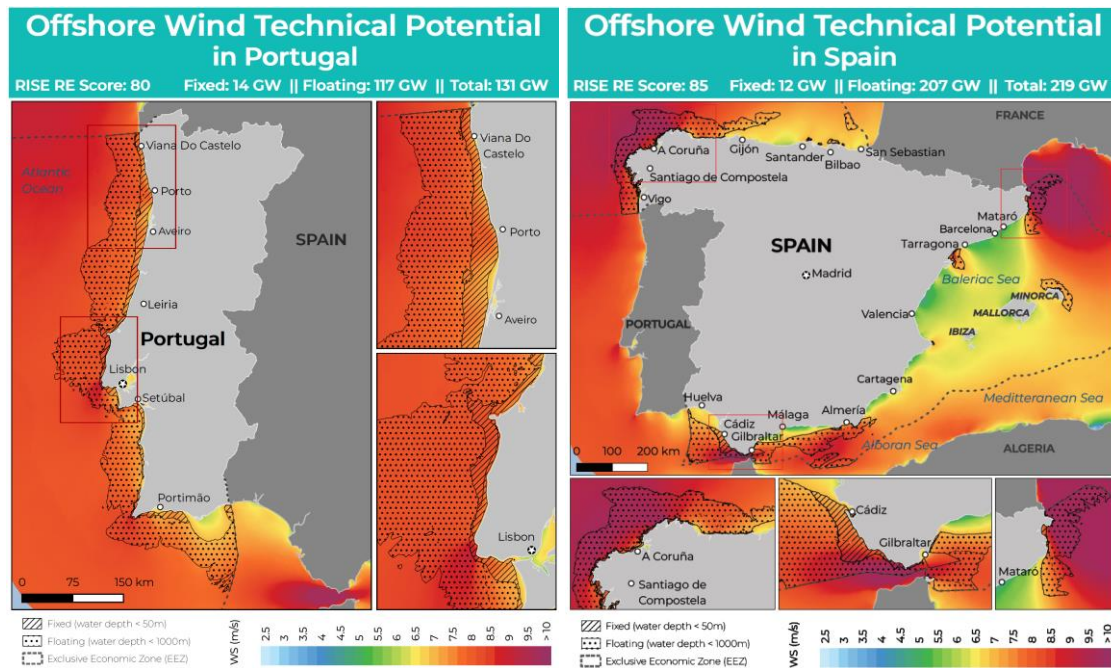 Offshore Wind Technical Potential
in Portugal
RISE RE Score: 80 Fixed: 14 GW || Floating: 117 GW || Total: 131 GW
Viana Do Castelo
Atlantic
Ocean
Porto
Aveiro
SPAIN
Leiria
Portugal
Lisbon
Setúbal
Portimão
0 75 150 km
Viana Do
Castelo
Porto
Aveiro
Lisbon
Fixed (water depth < 50m)
Floating (water depth < 1000m)
Exclusive Economic Zone (EEZ)
WS (m/s)
2.5 3 3.5 4 4.5 5 5.5 6 6.5 7 7.5 8 8.5 9 9.5 > 10
Offshore Wind Technical Potential
in Spain
RISE RE Score: 85 Fixed: 12 GW || Floating: 207 GW || Total: 219 GW
FRANCE
A Coruña
Gijón
Santander
Bilbao
San Sebastian
Santiago de Compostela
Vigo
Mataró
Barcelona
Tarragona
SPAIN
Madrid
Baleriac Sea
MINORCA
MALLORCA
IBIZA
PORTUGAL
Valencia
Cartagena
Huelva
Mediterranean Sea
Cádiz
Málaga
Almería
Gibraltar
Alboran Sea
ALGERIA
0 100 200 km
A Coruña
Santiago de
Compostela
Cádiz
Gibraltar
Mataró
Fixed (water depth < 50m)
Floating (water depth < 1000m)
Exclusive Economic Zone (EEZ)
WS (m/s)
2.5 3 3.5 4 4.5 5 5.5 6 6.5 7 7.5 8 8.5 9 9.5 > 10